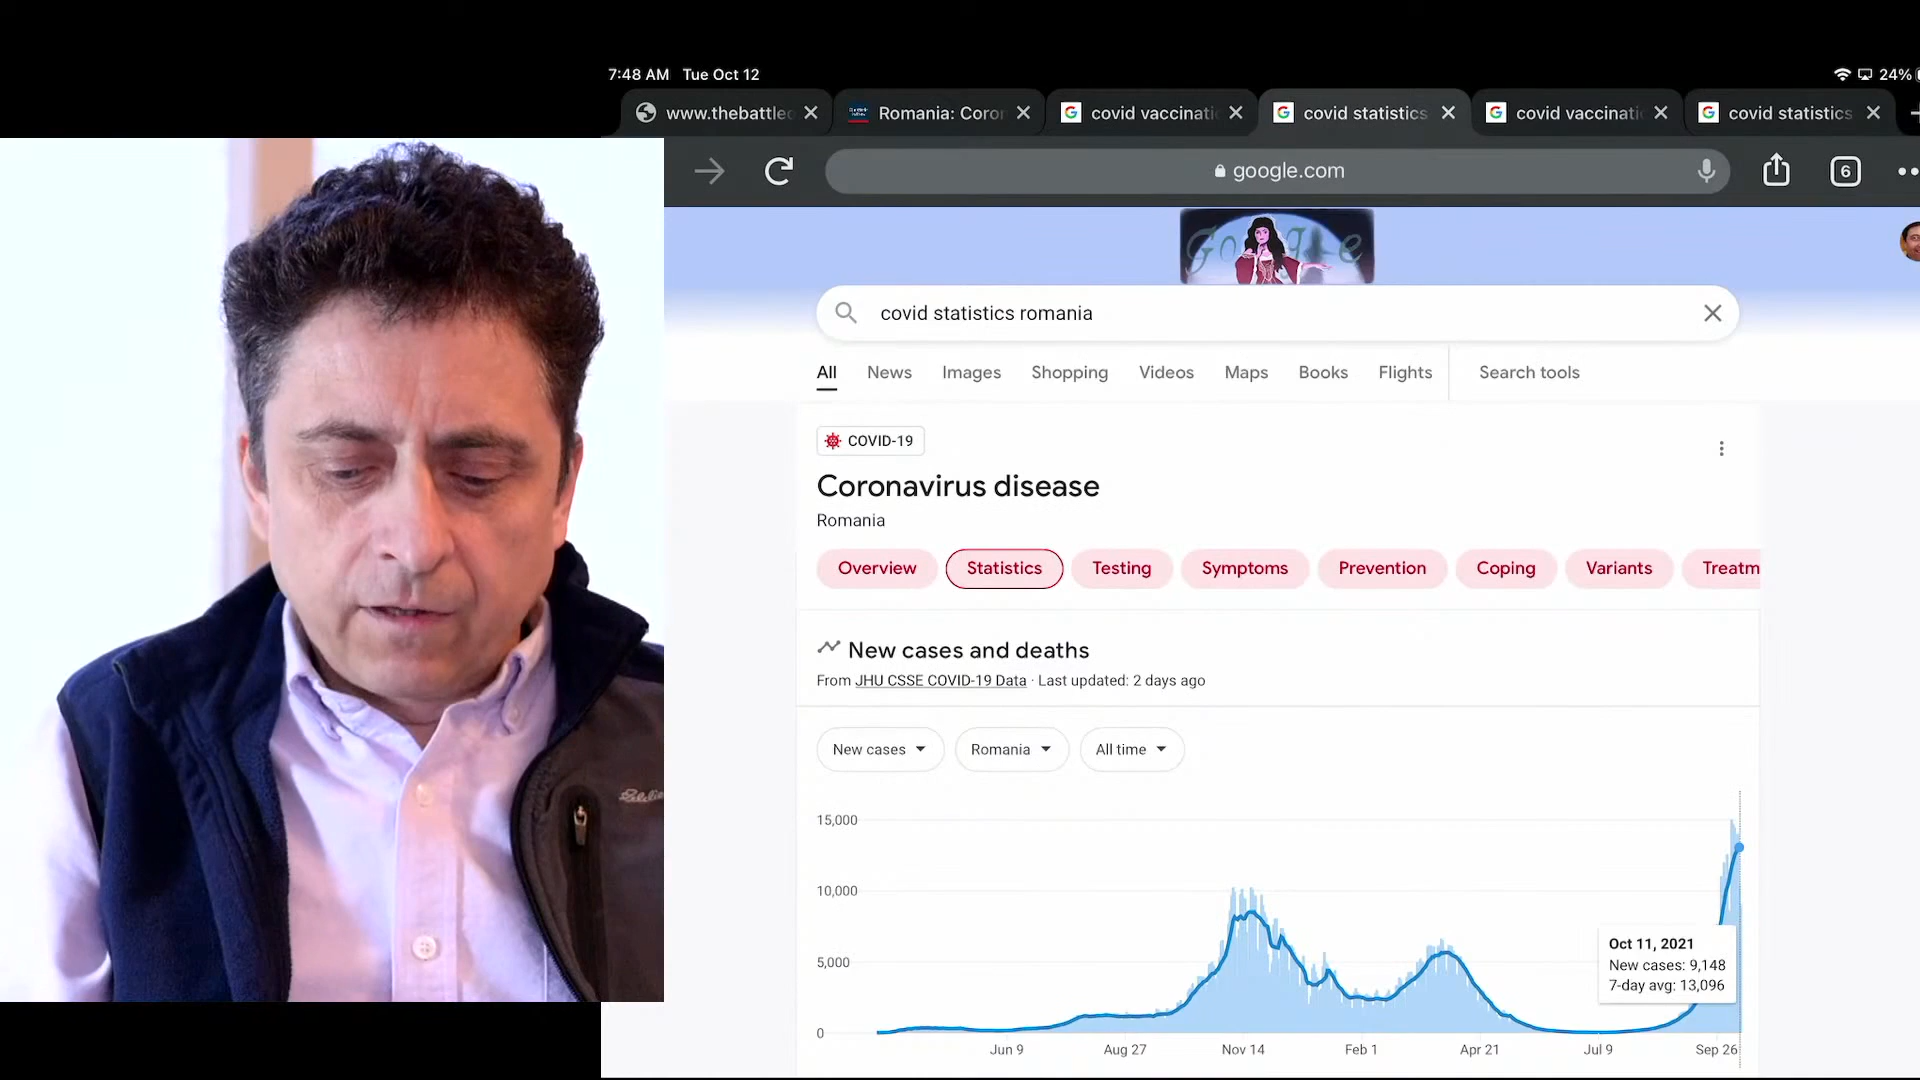 7:48 AM Tue Oct 12
24%
www.thebattle
Romania: Coron
covid vaccinati
covid statistics
covid vaccinati
covid statistics
google.com
6
Google
covid statistics romania
All News Images Shopping Videos Maps Books Flights Search tools
COVID-19
Coronavirus disease
Romania
Overview Statistics Testing Symptoms Prevention Coping Variants Treatm
New cases and deaths
From JHU CSSE COVID-19 Data · Last updated: 2 days ago
New cases Romania All time
15,000
10,000
5,000
0
Oct 11, 2021
New cases: 9,148
7-day avg: 13,096
Jun 9 Aug 27 Nov 14 Feb 1 Apr 21 Jul 9 Sep 26